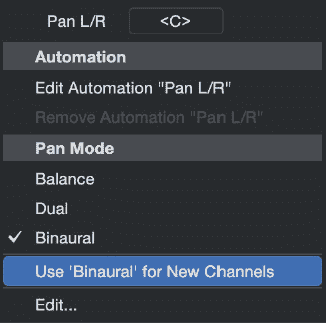 Pan L/R <C>
Automation
Edit Automation "Pan L/R"
Remove Automation "Pan L/R"
Pan Mode
Balance
Dual
✓ Binaural
Use 'Binaural' for New Channels
Edit...